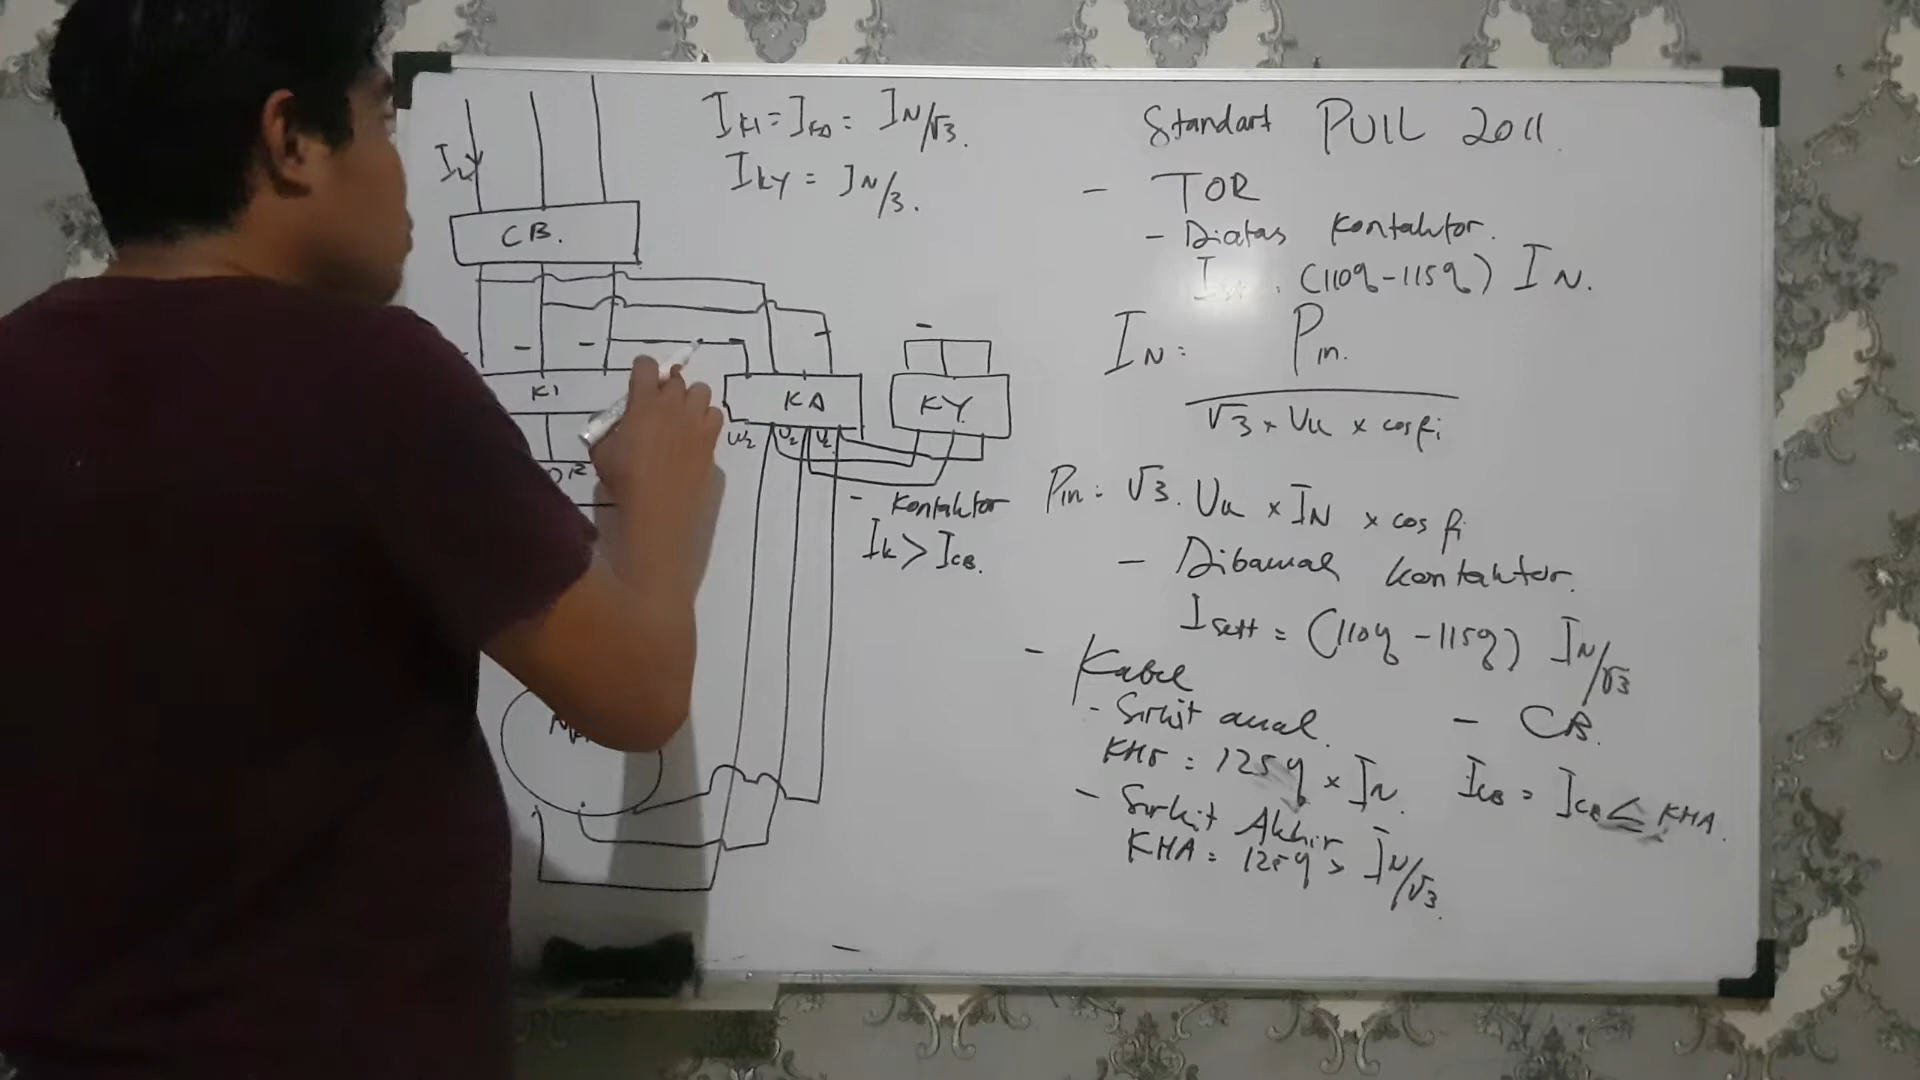 I_K1 = I_KΔ = I_N/√3.
I_KY = I_N/3.
I_L
CB.
K1
KΔ
KY
W2 U2 V2
- Kontaktor
I_K > I_CB.
Standart PUIL 2011.
- TOR
- Diatas Kontaktor.
(110% - 115%) I_N.
I_N = P_in. / √3 × V_LL × cos fi
P_in = √3 . V_LL × I_N × cos fi
- Dibawah Kontaktor.
I_sett = (110% - 115%) I_N/√3
- Kabel
- Sirkit awal.
KHA = 125% × I_N.
- Sirkit Akhir
KHA = 125% × I_N/√3.
- CB.
I_CB = I_CB ≤ KHA.